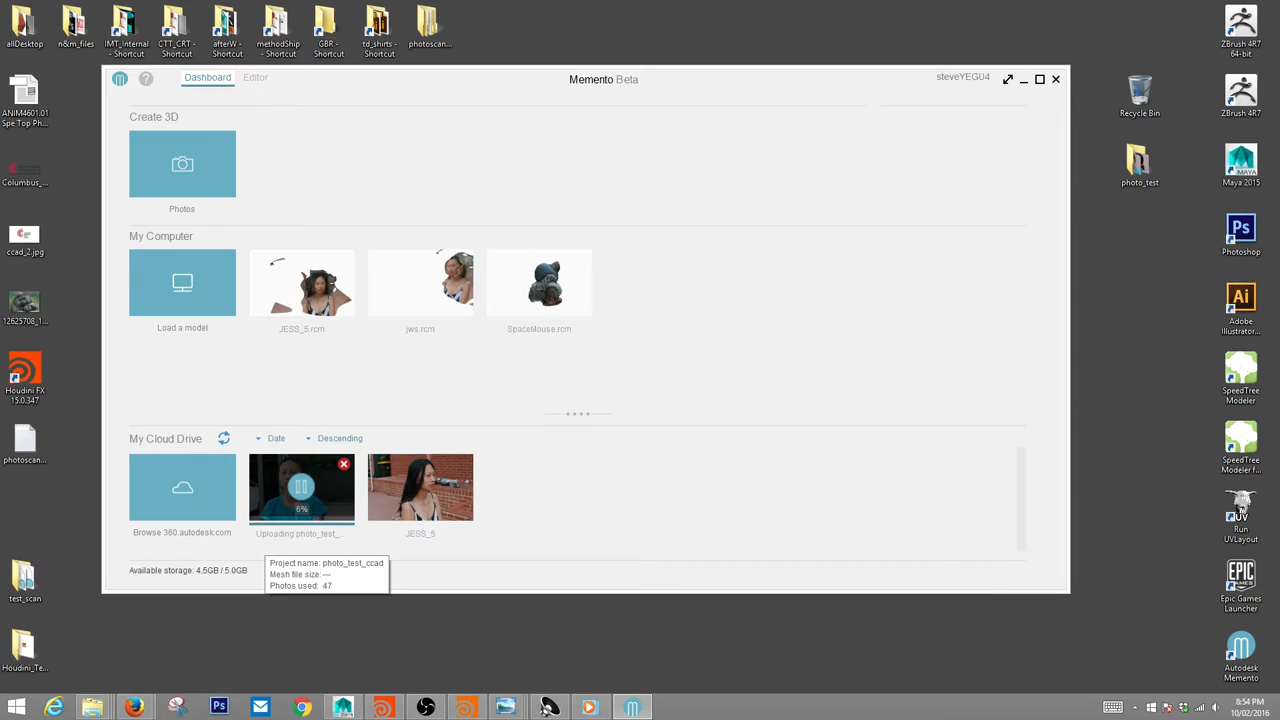 allDesktop
n&m_files
IMT_Internal
- Shortcut
CTT_CRT -
Shortcut
afterW -
Shortcut
methodShip
- Shortcut
GBR -
Shortcut
td_shirts -
Shortcut
photoscan...
ZBrush 4R7
64-bit
Dashboard
Editor
Memento Beta
steveYEGU4
ANIM4601.01
Spe Top Ph...
Recycle Bin
ZBrush 4R7
Create 3D
Photos
Columbus_...
photo_test
Maya 2015
My Computer
ccad_2.jpg
Photoshop
Load a model
JESS_5.rcm
jws.rcm
SpaceMouse.rcm
12625708_1...
Adobe
Illustrator...
Houdini FX
15.0.347
SpeedTree
Modeler
My Cloud Drive
Date
Descending
photoscan...
SpeedTree
Modeler f...
6%
Browse 360.autodesk.com
Uploading photo_test_...
JESS_5
UV
Run
UVLayout
Available storage: 4.5GB / 5.0GB
Project name: photo_test_ccad
Mesh file size: ---
Photos used: 47
test_scan
EPIC
GAMES
Epic Games
Launcher
Houdini_Te...
Autodesk
Memento
8:54 PM
10/02/2016